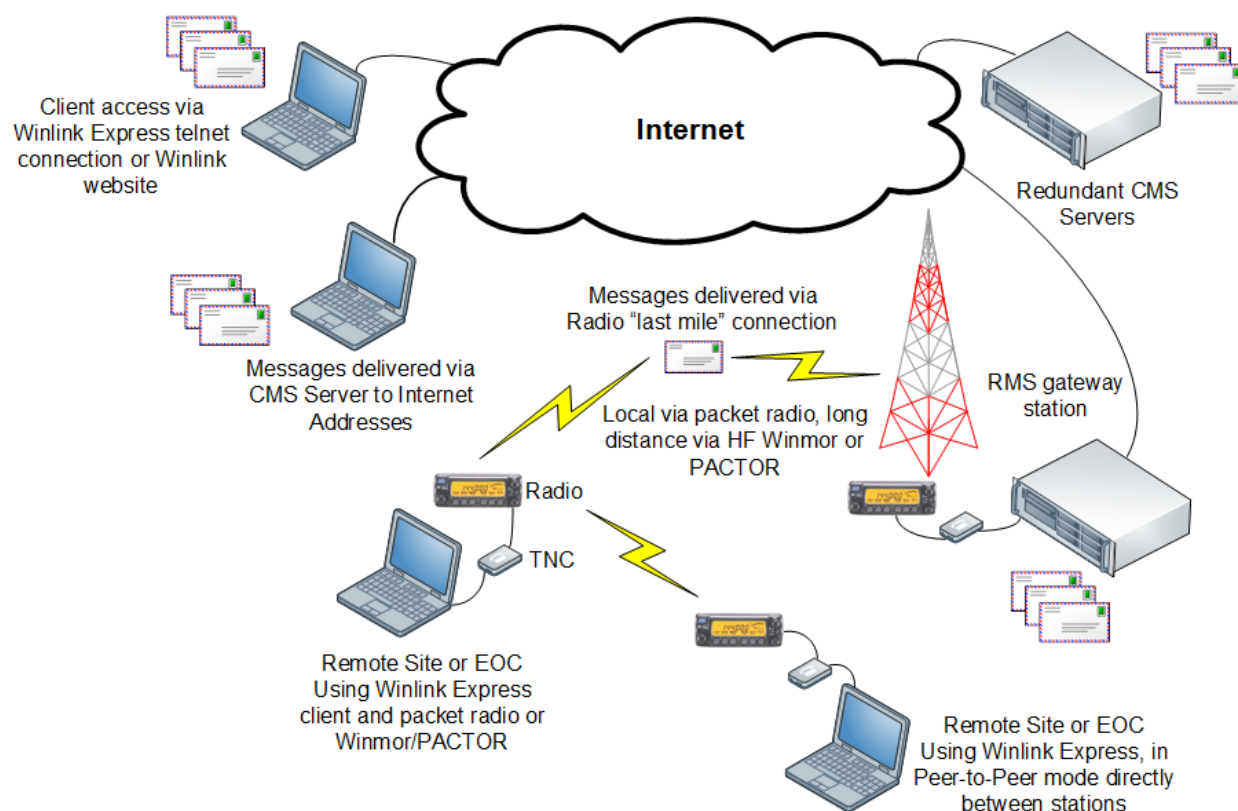 Internet
Client access via
Winlink Express telnet
connection or Winlink
website
Redundant CMS
Servers
Messages delivered via
CMS Server to Internet
Addresses
Messages delivered via
Radio “last mile” connection
Local via packet radio, long
distance via HF Winmor or
PACTOR
RMS gateway
station
Radio
TNC
Remote Site or EOC
Using Winlink Express
client and packet radio or
Winmor/PACTOR
Remote Site or EOC
Using Winlink Express, in
Peer-to-Peer mode directly
between stations